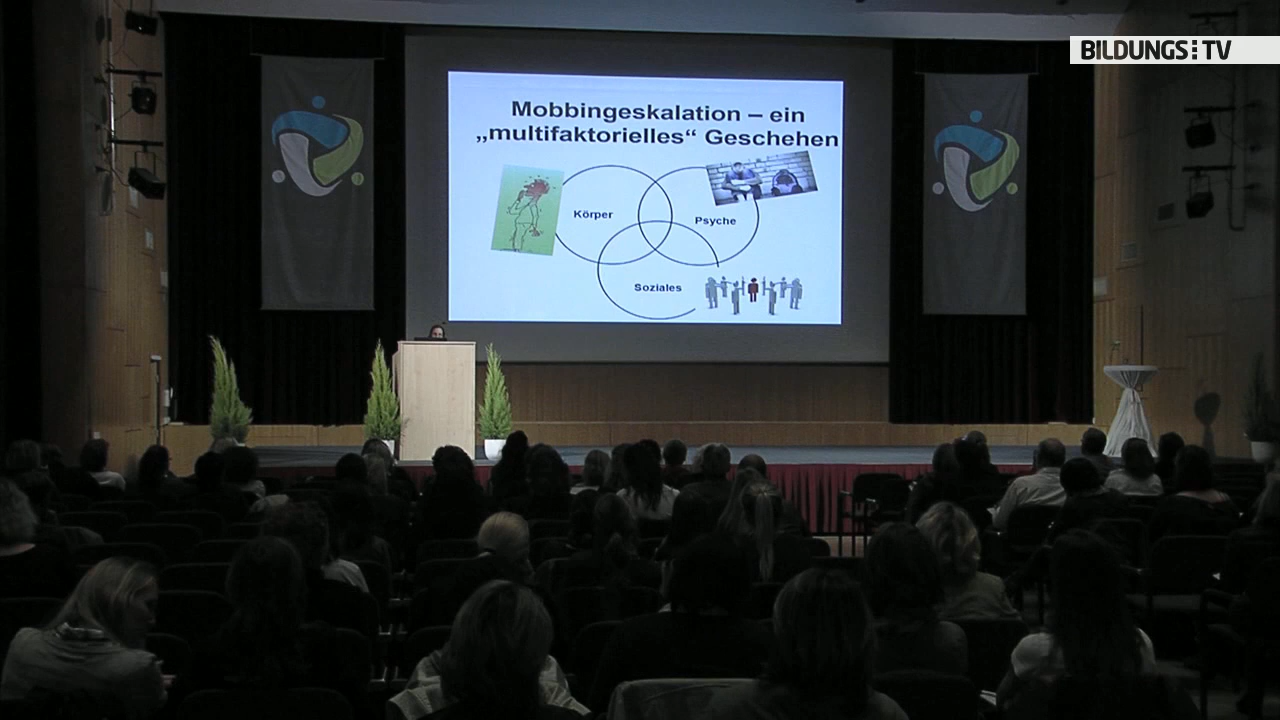 BILDUNGS TV
Mobbingeskalation – ein
„multifaktorielles“ Geschehen
Körper
Psyche
Soziales